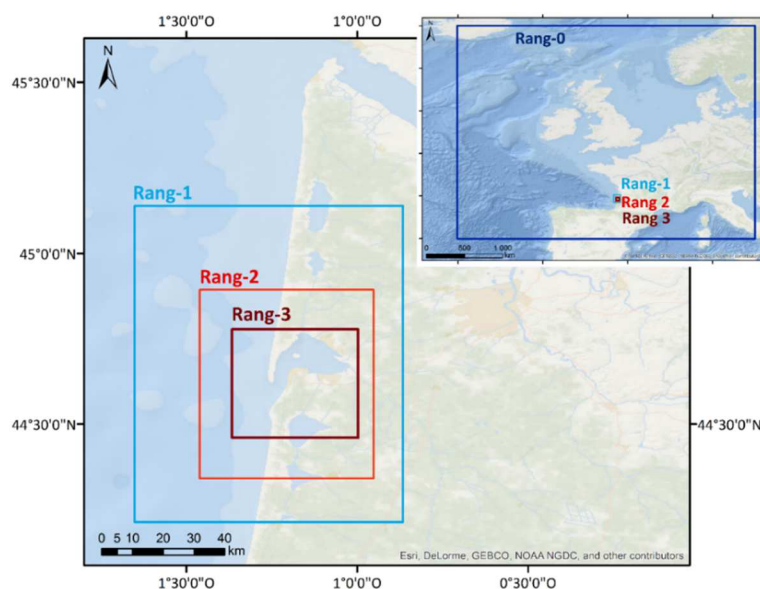 1°30'0"O
1°0'0"O
45°30'0"N
45°0'0"N
44°30'0"N
44°30'0"N
N
Rang-1
Rang-2
Rang-3
0 5 10 20 30 40
km
Esri, DeLorme, GEBCO, NOAA NGDC, and other contributors
1°30'0"O
1°0'0"O
0°30'0"O
N
Rang-0
Rang-1
Rang 2
Rang 3
0 500 1 000
km